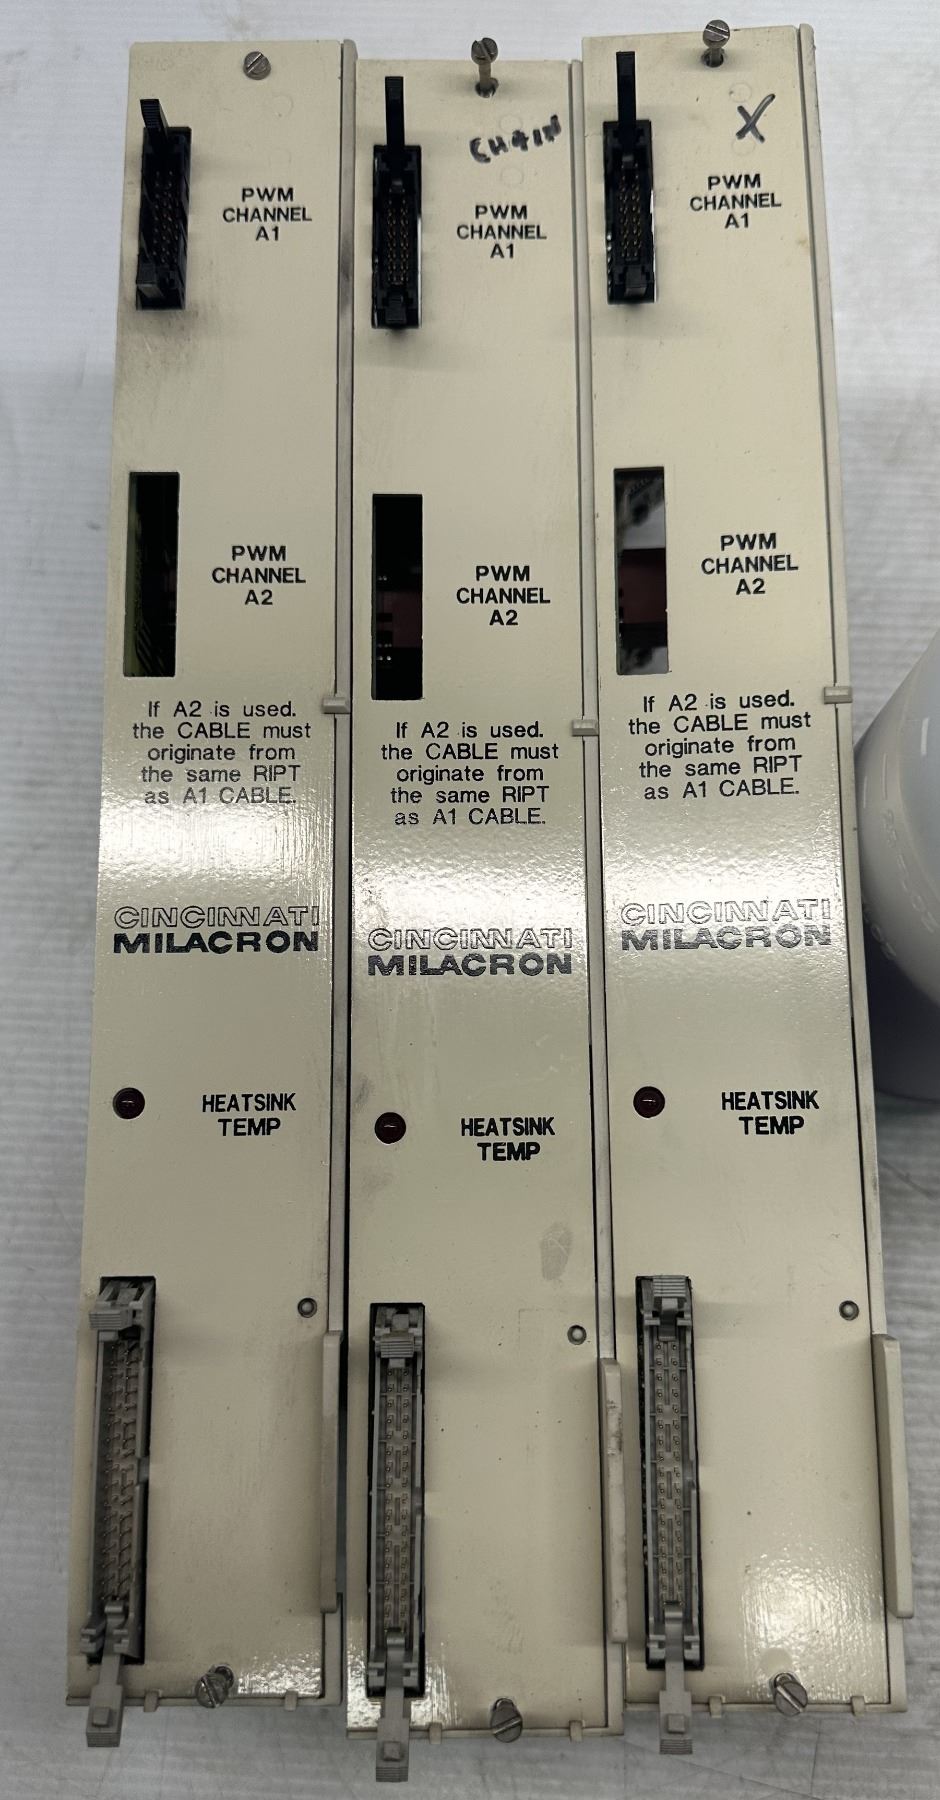 PWM
CHANNEL
A1
PWM
CHANNEL
A2
If A2 is used.
the CABLE must
originate from
the same RIPT
as A1 CABLE.
CINCINNATI
MILACRON
HEATSINK
TEMP
CHAIN
PWM
CHANNEL
A1
PWM
CHANNEL
A2
If A2 is used.
the CABLE must
originate from
the same RIPT
as A1 CABLE.
CINCINNATI
MILACRON
HEATSINK
TEMP
X
PWM
CHANNEL
A1
PWM
CHANNEL
A2
If A2 is used.
the CABLE must
originate from
the same RIPT
as A1 CABLE.
CINCINNATI
MILACRON
HEATSINK
TEMP